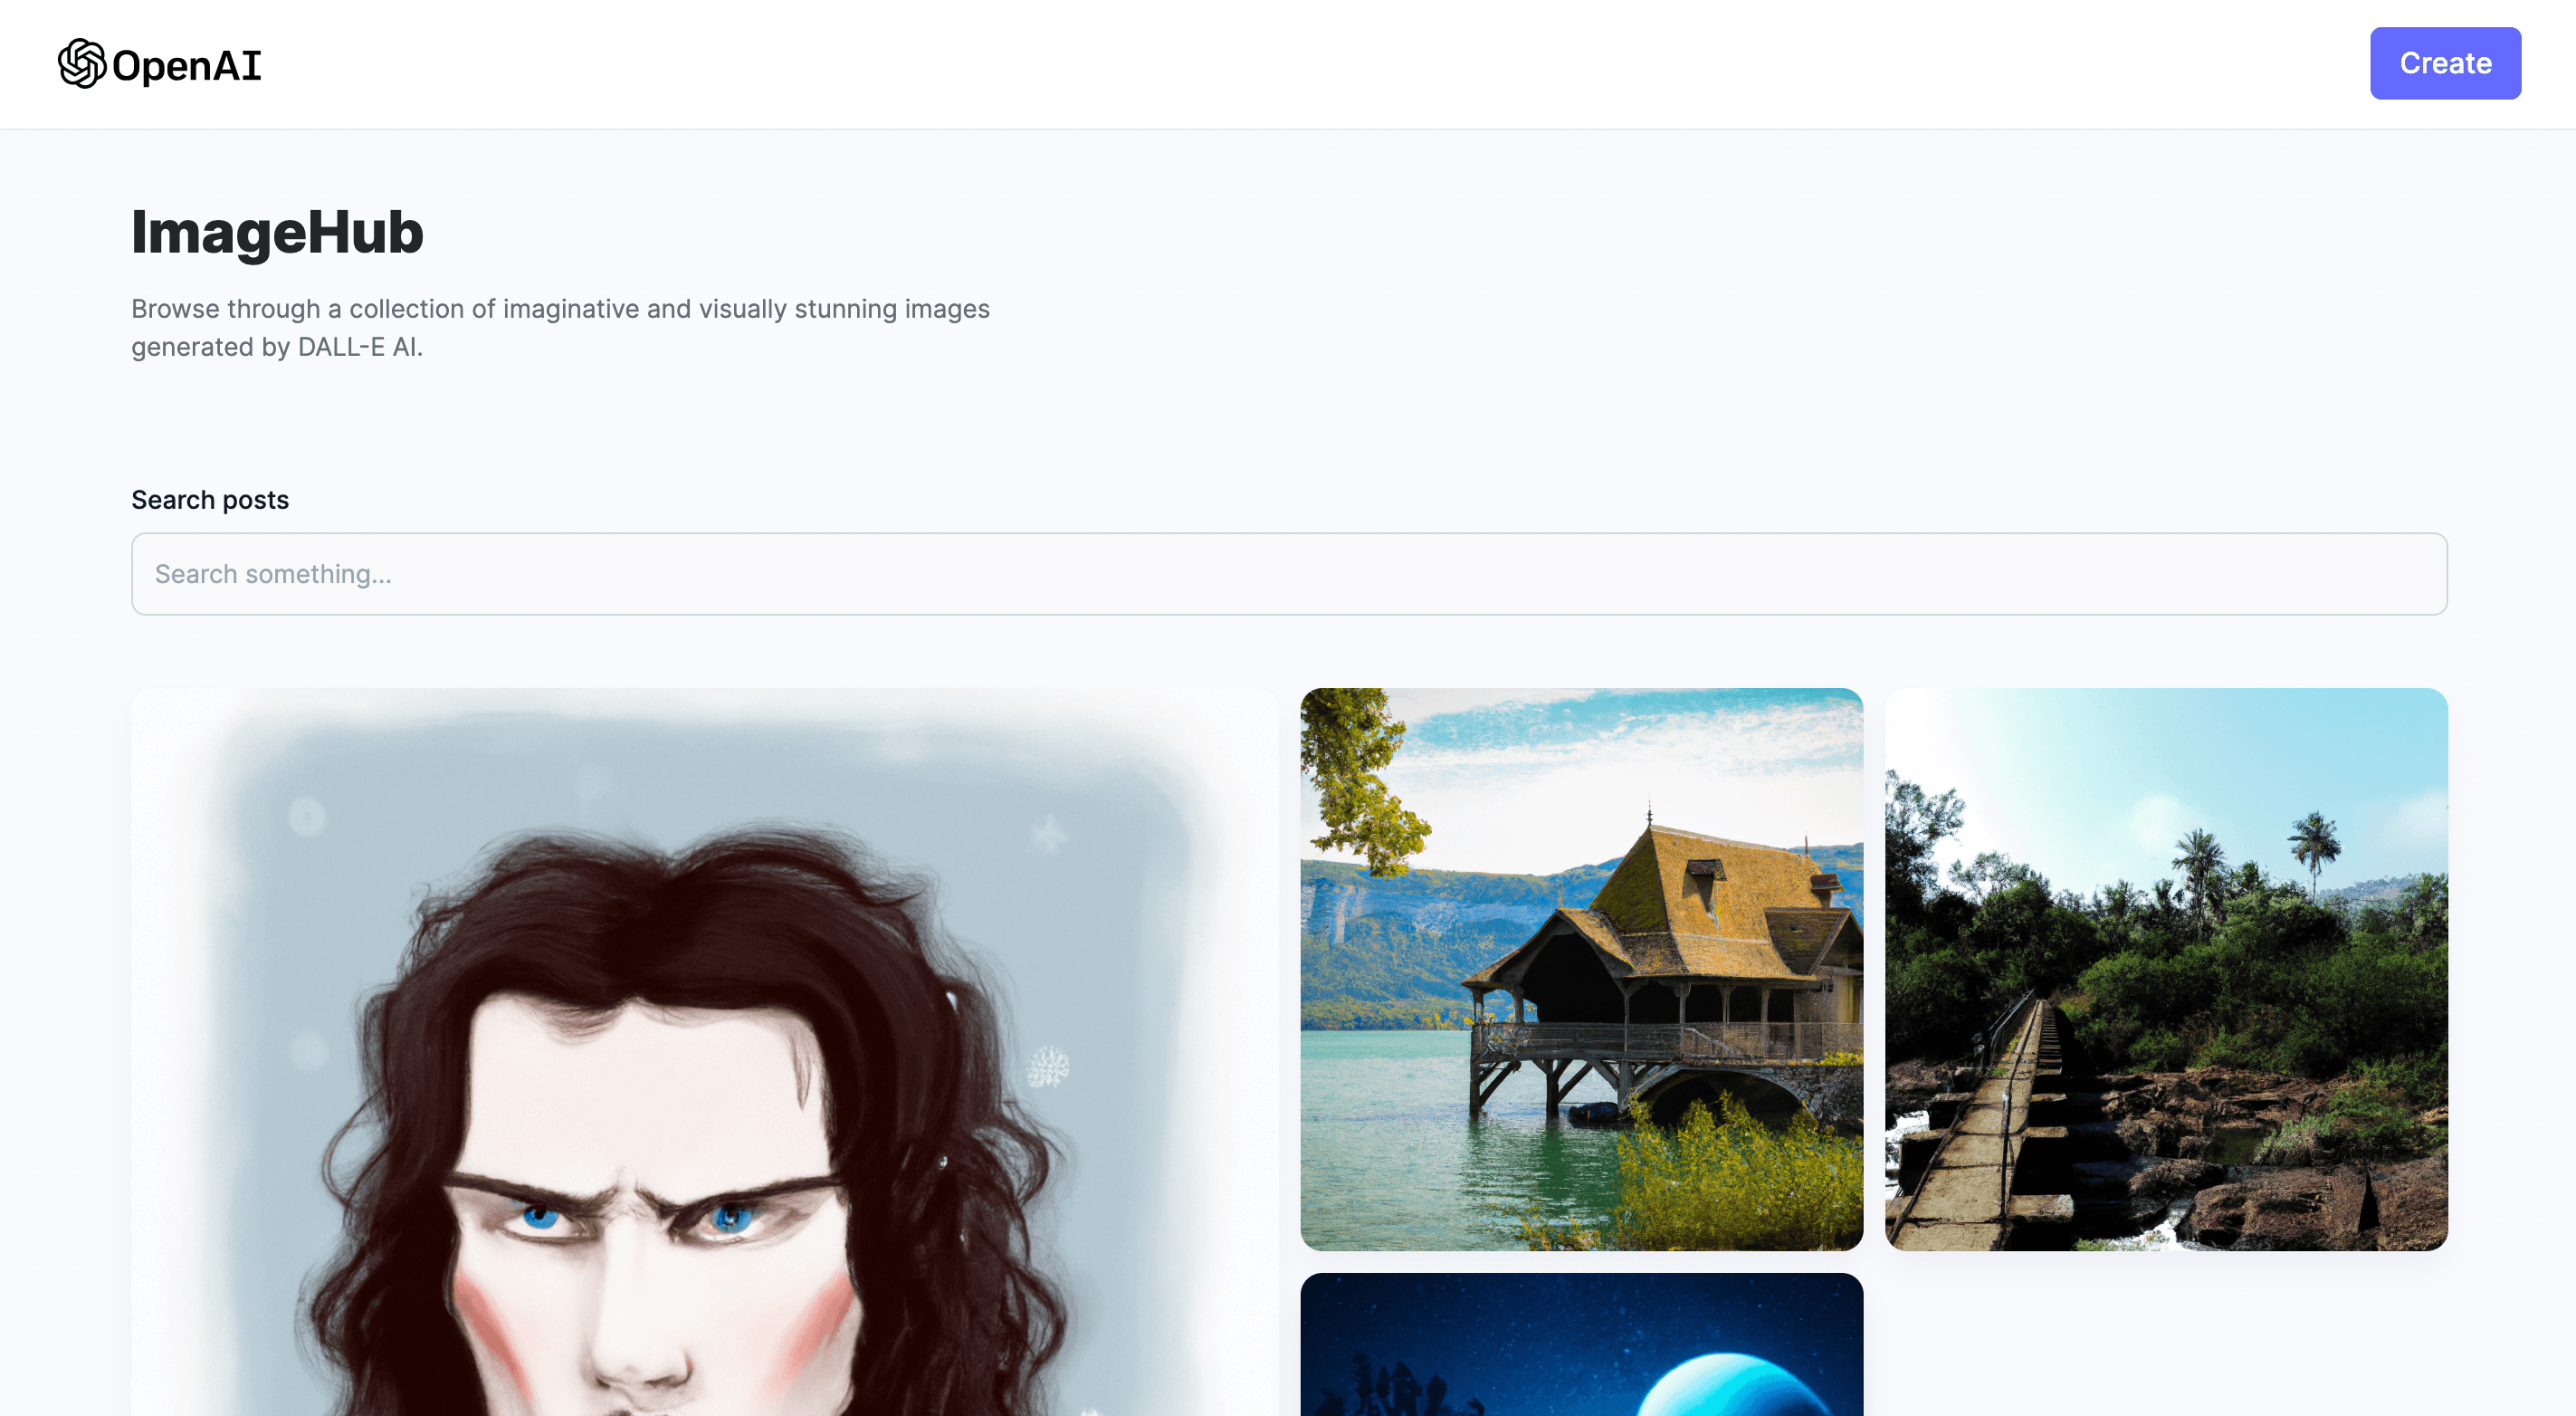 OpenAI
Create
ImageHub
Browse through a collection of imaginative and visually stunning images
generated by DALL-E AI.
Search posts
Search something...